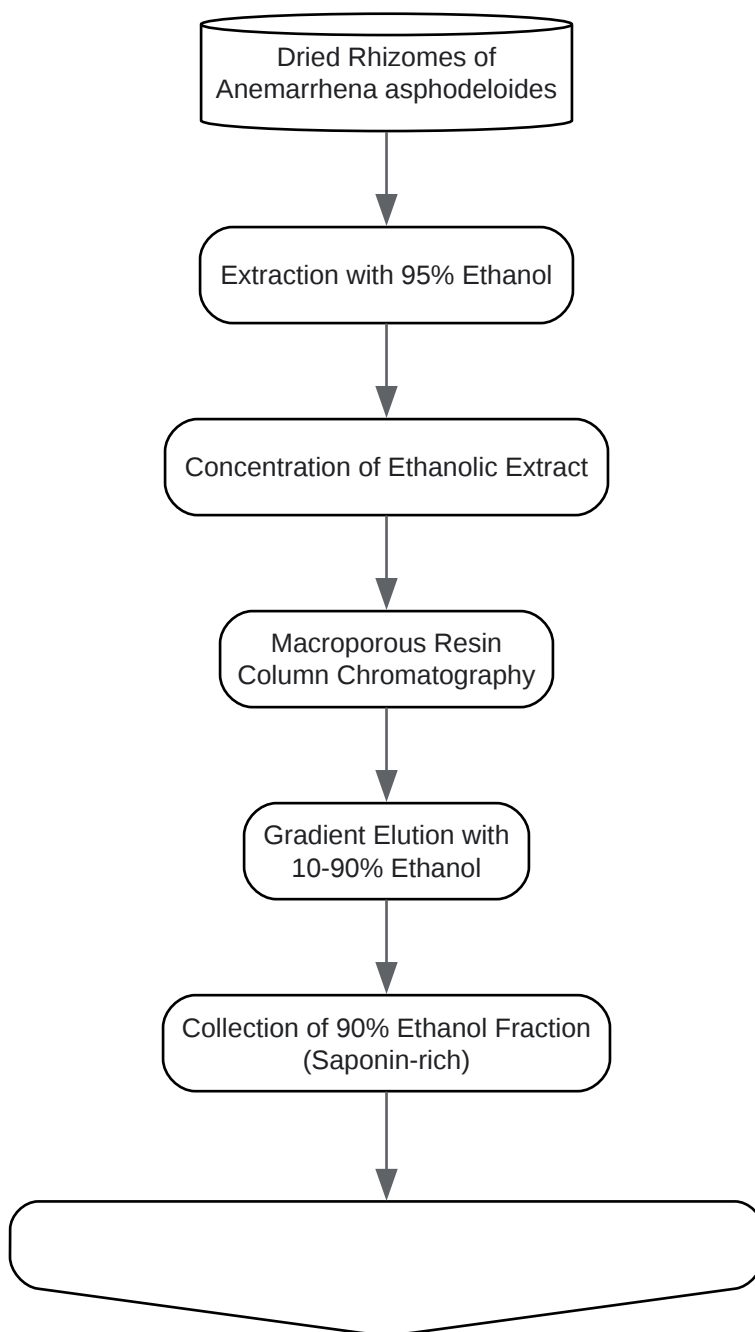 Dried Rhizomes of
Anemarrhena asphodeloides
Extraction with 95% Ethanol
Concentration of Ethanolic Extract
Macroporous Resin
Column Chromatography
Gradient Elution with
10-90% Ethanol
Collection of 90% Ethanol Fraction
(Saponin-rich)